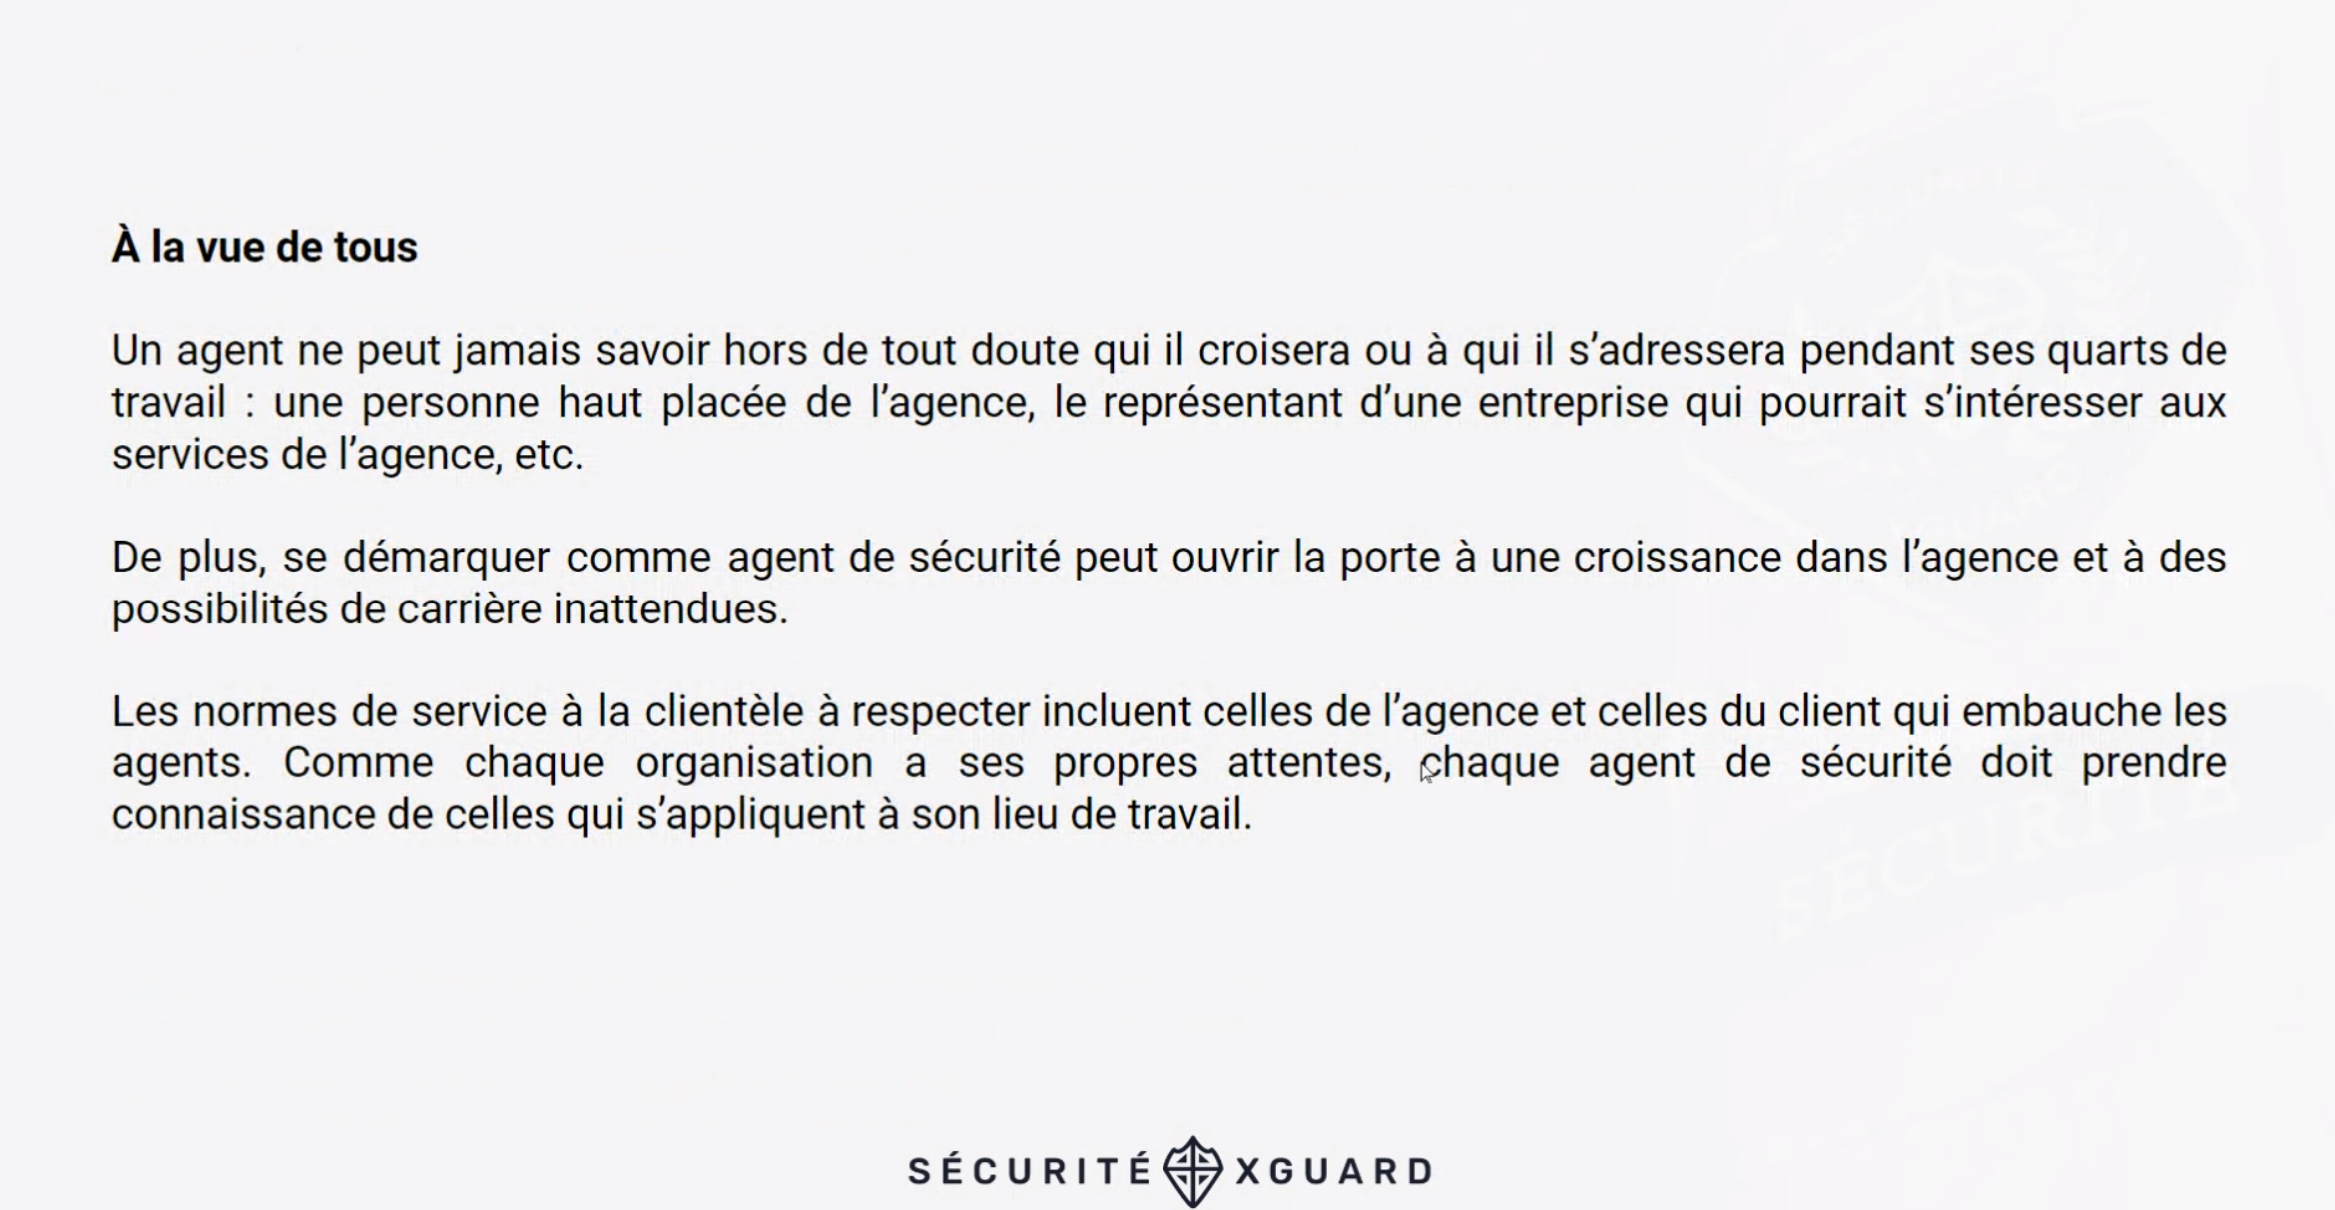 À la vue de tous
Un agent ne peut jamais savoir hors de tout doute qui il croisera ou à qui il s’adressera pendant ses quarts de
travail : une personne haut placée de l’agence, le représentant d’une entreprise qui pourrait s’intéresser aux
services de l’agence, etc.
De plus, se démarquer comme agent de sécurité peut ouvrir la porte à une croissance dans l’agence et à des
possibilités de carrière inattendues.
Les normes de service à la clientèle à respecter incluent celles de l’agence et celles du client qui embauche les
agents. Comme chaque organisation a ses propres attentes, chaque agent de sécurité doit prendre
connaissance de celles qui s’appliquent à son lieu de travail.
SÉCURITÉ
XGUARD
SÉCURITÉ XGUARD